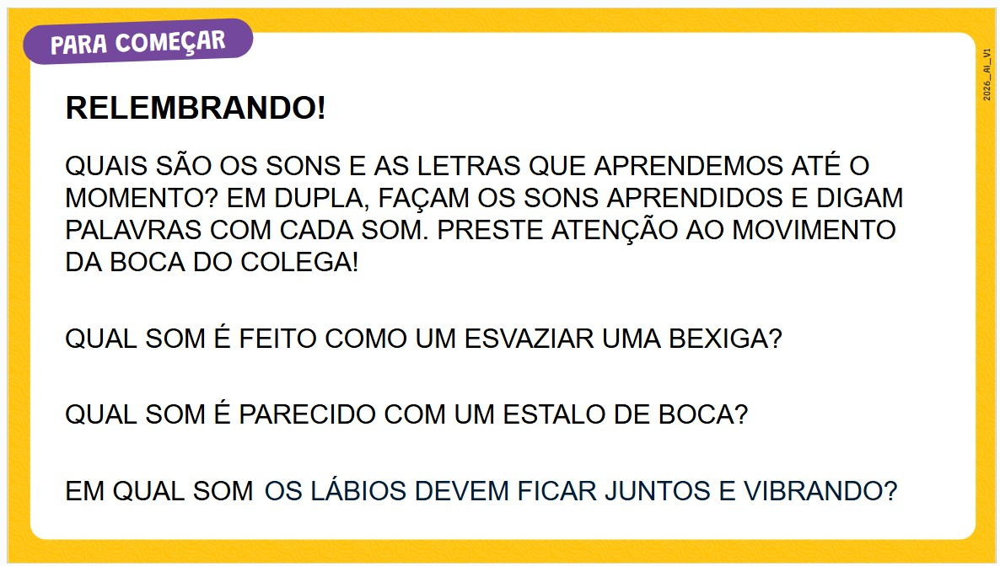 PARA COMEÇAR
2026_AI_V1
RELEMBRANDO!
QUAIS SÃO OS SONS E AS LETRAS QUE APRENDEMOS ATÉ O
MOMENTO? EM DUPLA, FAÇAM OS SONS APRENDIDOS E DIGAM
PALAVRAS COM CADA SOM. PRESTE ATENÇÃO AO MOVIMENTO
DA BOCA DO COLEGA!
QUAL SOM É FEITO COMO UM ESVAZIAR UMA BEXIGA?
QUAL SOM É PARECIDO COM UM ESTALO DE BOCA?
EM QUAL SOM OS LÁBIOS DEVEM FICAR JUNTOS E VIBRANDO?